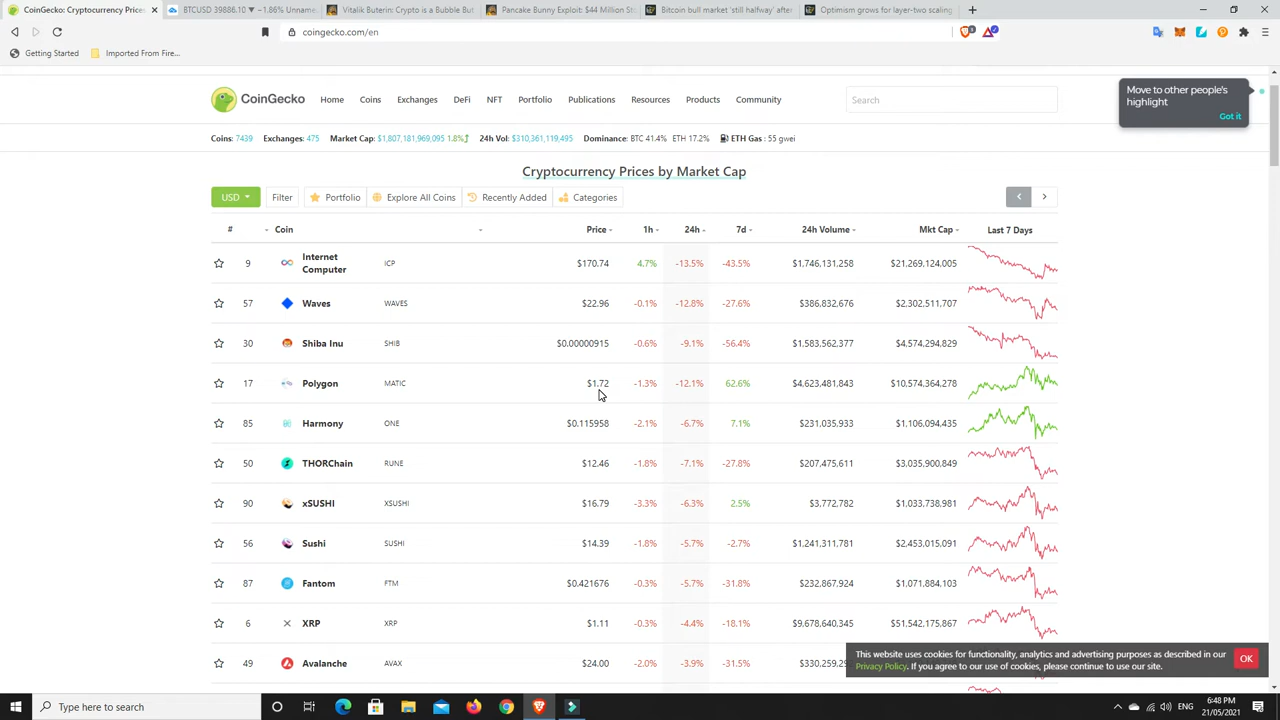 CoinGecko: Cryptocurrency Prices
BTCUSD 39886.10 ▼ −1.86% Unname
Vitalik Buterin: Crypto is a Bubble But
Pancake Bunny Exploit: $44 Million St
Bitcoin bull market 'still halfway' after
Optimism grows for layer-two scaling
coingecko.com/en
Getting Started
Imported From Fire...
CoinGecko
Home Coins Exchanges DeFi NFT Portfolio Publications Resources Products Community
Search
Move to other people's
highlight
Got it
Coins: 7439 Exchanges: 475 Market Cap: $1,807,181,969,095 1.8% 24h Vol: $310,361,119,495 Dominance: BTC 41.4% ETH 17.2% ETH Gas: 55 gwei
Cryptocurrency Prices by Market Cap
USD Filter Portfolio Explore All Coins Recently Added Categories
# Coin Price 1h 24h 7d 24h Volume Mkt Cap Last 7 Days
9 Internet Computer ICP $170.74 4.7% -13.5% -43.5% $1,746,131,258 $21,269,124,005
57 Waves WAVES $22.96 -0.1% -12.8% -27.6% $386,832,676 $2,302,511,707
30 Shiba Inu SHIB $0.00000915 -0.6% -9.1% -56.4% $1,583,562,377 $4,574,294,829
17 Polygon MATIC $1.72 -1.3% -12.1% 62.6% $4,623,481,843 $10,574,364,278
85 Harmony ONE $0.115958 -2.1% -6.7% 7.1% $231,035,933 $1,106,094,435
50 THORChain RUNE $12.46 -1.8% -7.1% -27.8% $207,475,611 $3,035,900,849
90 xSUSHI XSUSHI $16.79 -3.3% -6.3% 2.5% $3,772,782 $1,033,738,981
56 Sushi SUSHI $14.39 -1.8% -5.7% -2.7% $1,241,311,781 $2,453,015,091
87 Fantom FTM $0.421676 -0.3% -5.7% -31.8% $232,867,924 $1,071,884,103
6 XRP XRP $1.11 -0.3% -4.4% -18.1% $9,678,640,345 $51,542,175,867
49 Avalanche AVAX $24.00 -2.0% -3.9% -31.5% $330,259,29
This website uses cookies for functionality, analytics and advertising purposes as described in our
Privacy Policy. If you agree to our use of cookies, please continue to use our site.
OK
Type here to search
ENG
6:48 PM
21/05/2021